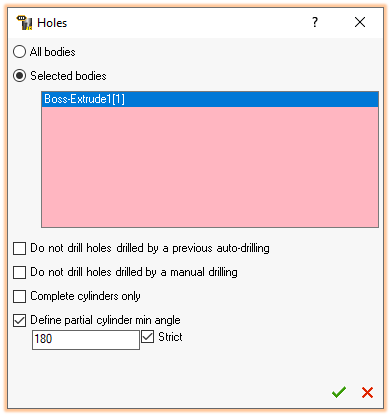 Holes
?
All bodies
Selected bodies
Boss-Extrude1[1]
Do not drill holes drilled by a previous auto-drilling
Do not drill holes drilled by a manual drilling
Complete cylinders only
Define partial cylinder min angle
180 Strict